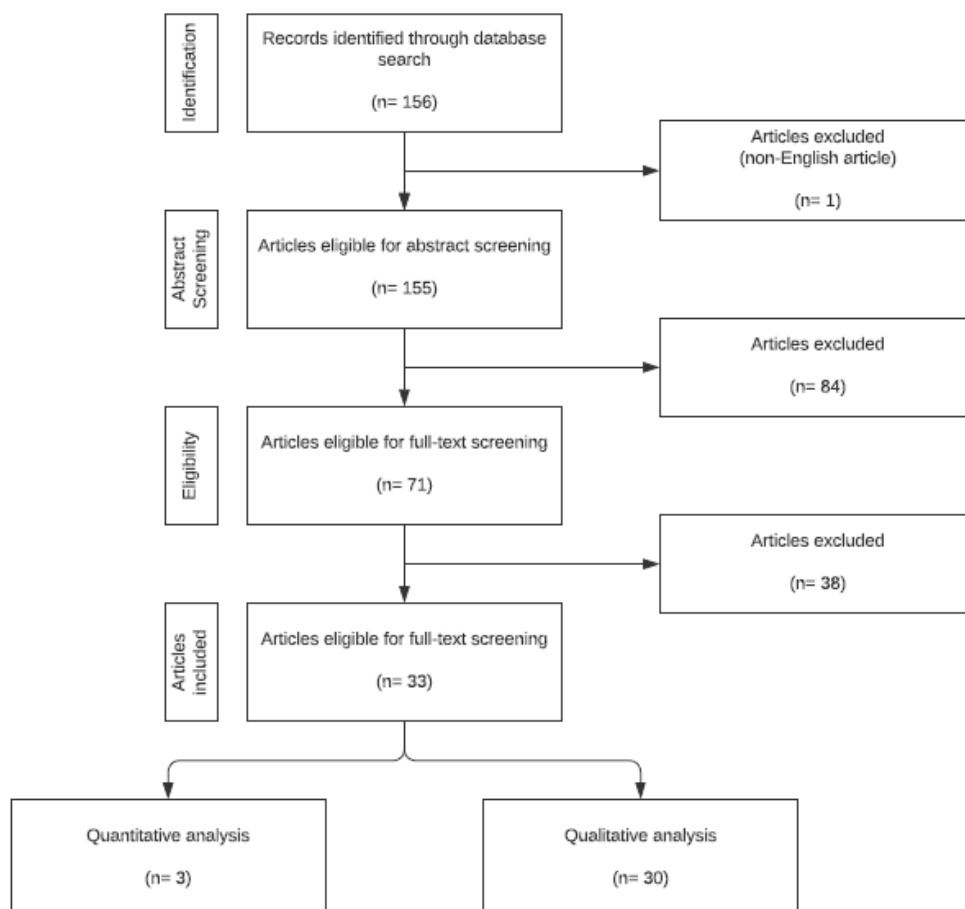 Identification
Records identified through database
search
(n= 156)
Articles excluded
(non-English article)
(n= 1)
Abstract
Screening
Articles eligible for abstract screening
(n= 155)
Articles excluded
(n= 84)
Eligibility
Articles eligible for full-text screening
(n= 71)
Articles excluded
(n= 38)
Articles
included
Articles eligible for full-text screening
(n= 33)
Quantitative analysis
(n= 3)
Qualitative analysis
(n= 30)